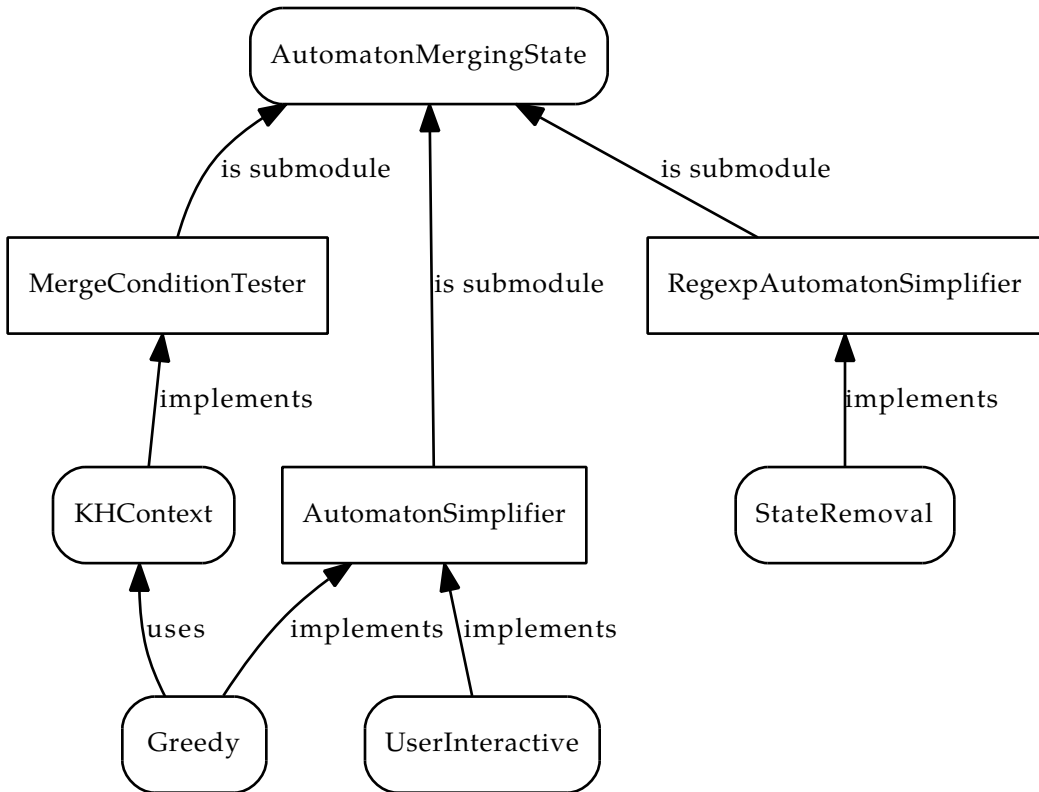 AutomatonMergingState
is submodule
is submodule
MergeConditionTester
is submodule
RegexpAutomatonSimplifier
implements
implements
KHContext
AutomatonSimplifier
StateRemoval
uses
implements
implements
Greedy
UserInteractive